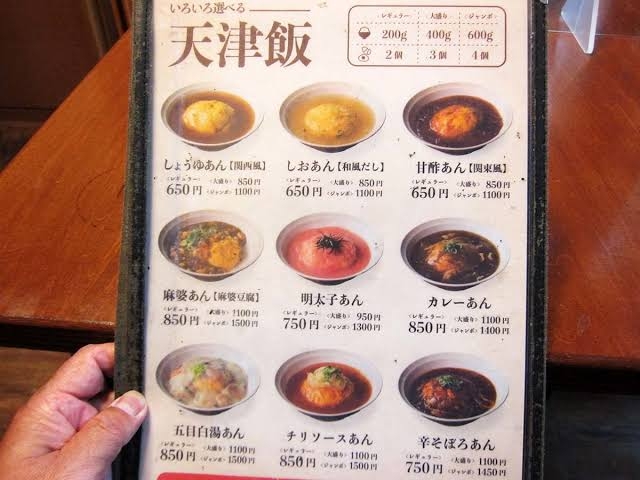 いろいろ選べる
天津飯
レギュラー 大盛り ジャンボ
200g 400g 600g
2個 3個 4個
しょうゆあん【関西風】 しおあん【和風だし】 甘酢あん【関東風】
〈レギュラー〉 〈大盛り〉 850円 〈レギュラー〉 〈大盛り〉 850円 〈レギュラー〉 〈大盛り〉 850円
650円 〈ジャンボ〉 1100円 650円 〈ジャンボ〉 1100円 650円 〈ジャンボ〉 1100円
麻婆あん【麻婆豆腐】 明太子あん カレーあん
〈レギュラー〉 〈大盛り〉 1100円 〈レギュラー〉 〈大盛り〉 950円 〈レギュラー〉 〈大盛り〉 1100円
850円 〈ジャンボ〉 1500円 750円 〈ジャンボ〉 1300円 850円 〈ジャンボ〉 1400円
五目白湯あん チリソースあん 辛そぼろあん
〈レギュラー〉 〈大盛り〉 1100円 〈レギュラー〉 〈大盛り〉 1100円 〈レギュラー〉 〈大盛り〉 1100円
850円 〈ジャンボ〉 1500円 850円 〈ジャンボ〉 1500円 750円 〈ジャンボ〉 1450円